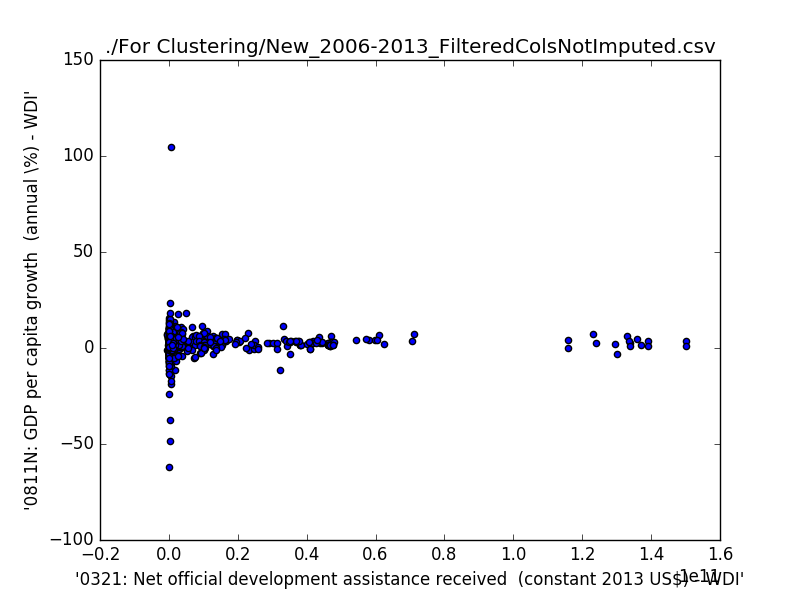 ./For Clustering/New_2006-2013_FilteredColsNotImputed.csv
150
100
50
0
−50
−100
'0811N: GDP per capita growth  (annual \%) - WDI'
−0.2 0.0 0.2 0.4 0.6 0.8 1.0 1.2 1.4 1.6
1e11
'0321: Net official development assistance received  (constant 2013 US$) - WDI'